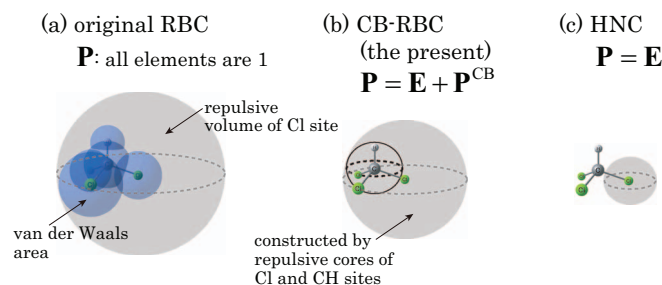 (a) original RBC
P: all elements are 1
repulsive
volume of Cl site
van der Waals
area
(b) CB-RBC
(the present)
P = E + P^CB
constructed by
repulsive cores of
Cl and CH sites
(c) HNC
P = E